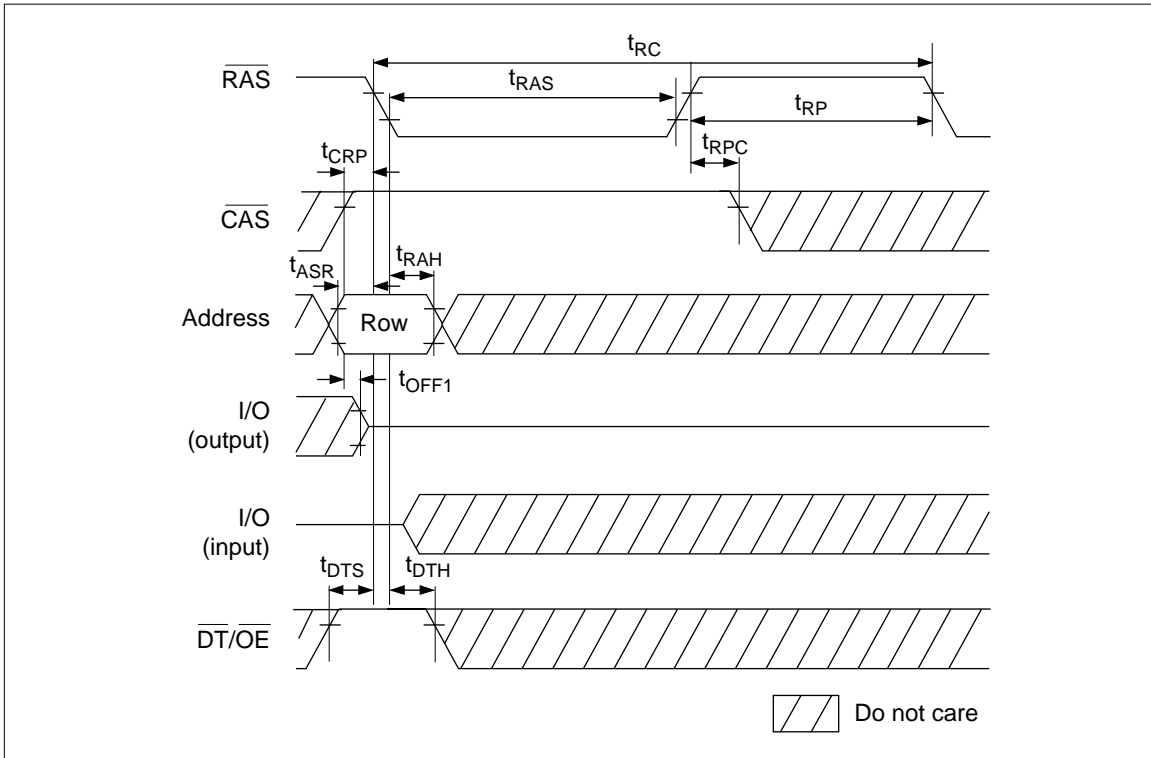 tRC
RAS
tRAS
tRP
tCRP
tRPC
CAS
tASR
tRAH
Address
Row
tOFF1
I/O
(output)
I/O
(input)
tDTS
tDTH
DT/OE
Do not care